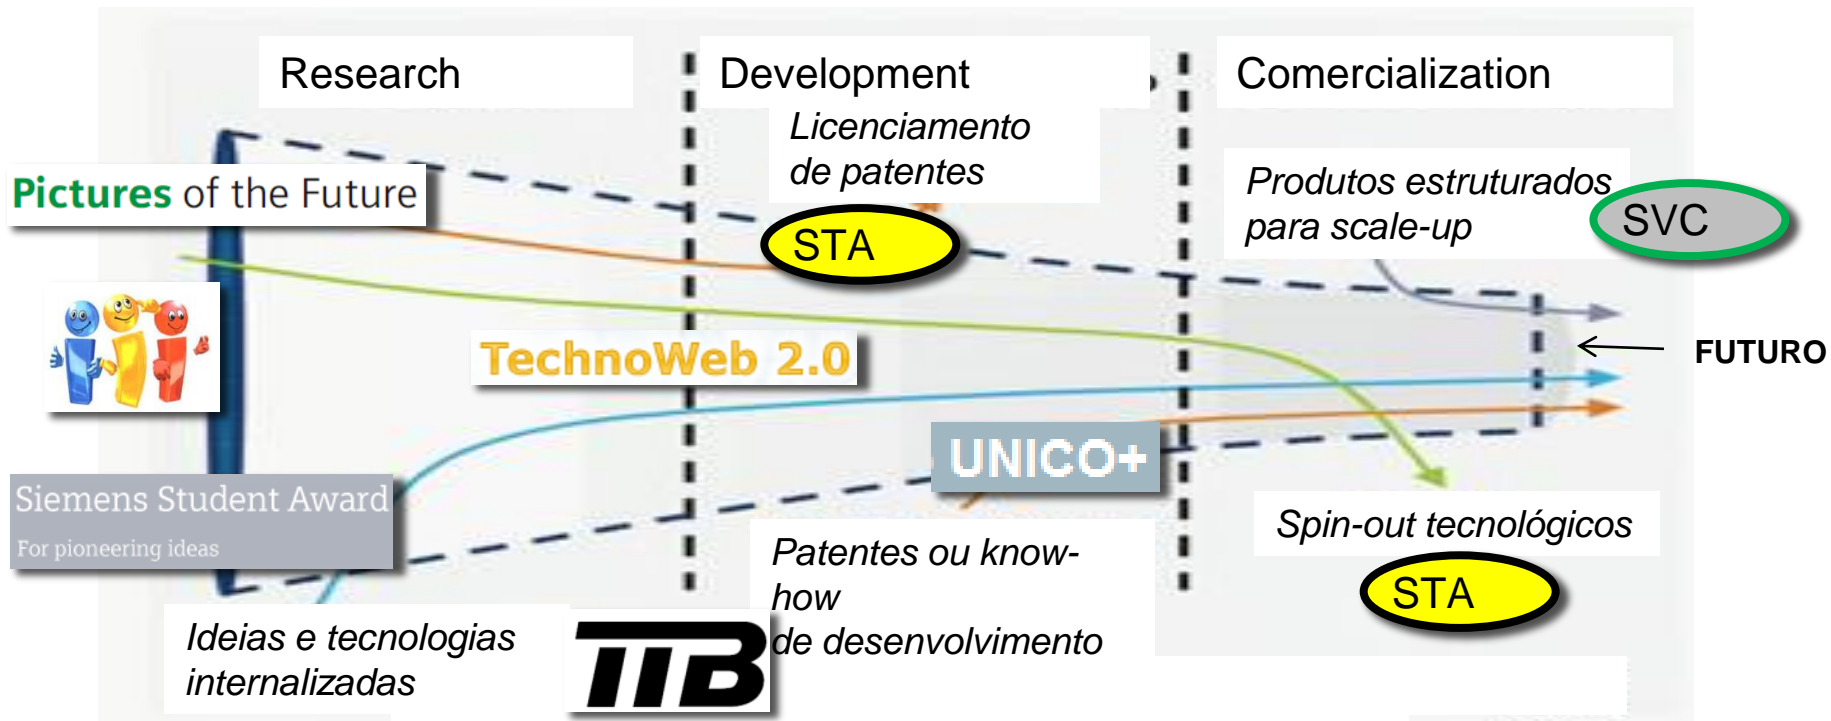 Research
Development
Comercialization
Licenciamento
de patentes
Pictures of the Future
Produtos estruturados
para scale-up
SVC
STA
TechnoWeb 2.0
FUTURO
UNICO+
Siemens Student Award
For pioneering ideas
Spin-out tecnológicos
STA
Patentes ou know-
how
de desenvolvimento
Ideias e tecnologias
internalizadas
TTB